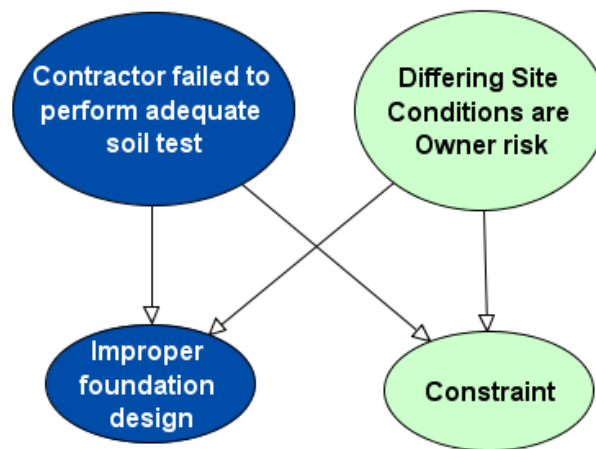 Contractor failed to
perform adequate
soil test
Differing Site
Conditions are
Owner risk
Improper
foundation
design
Constraint